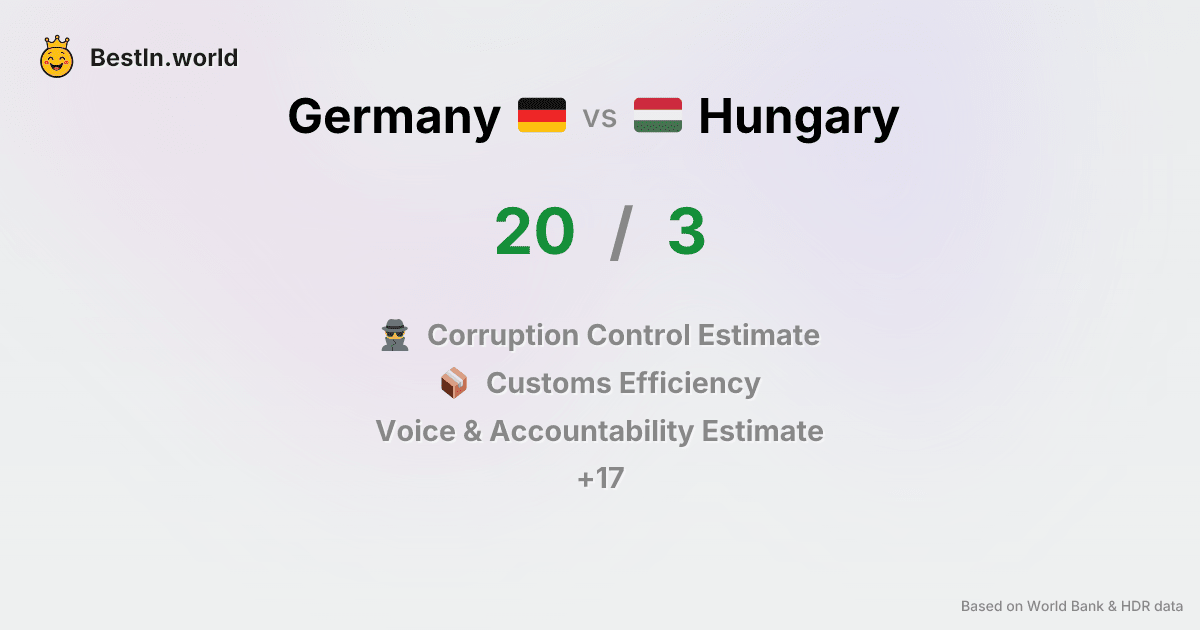 BestIn.world
Germany vs Hungary
20 / 3
Corruption Control Estimate
Customs Efficiency
Voice & Accountability Estimate
+17
Based on World Bank & HDR data